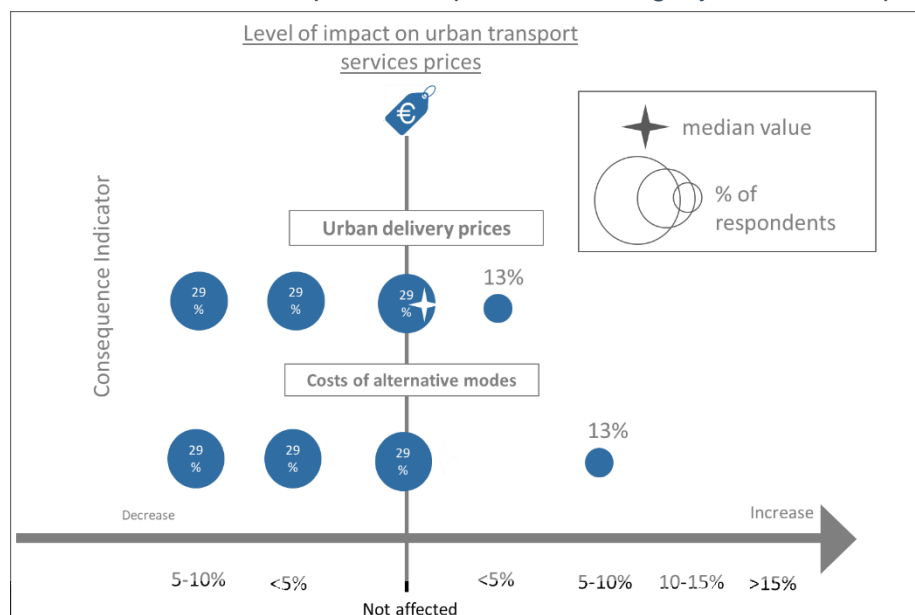 Level of impact on urban transport
services prices
€
median value
% of
respondents
Consequence Indicator
Urban delivery prices
29
%
29
%
29
%
13%
Costs of alternative modes
29
%
29
%
29
%
13%
Decrease
Increase
5-10%
<5%
<5%
5-10%
10-15%
>15%
Not affected